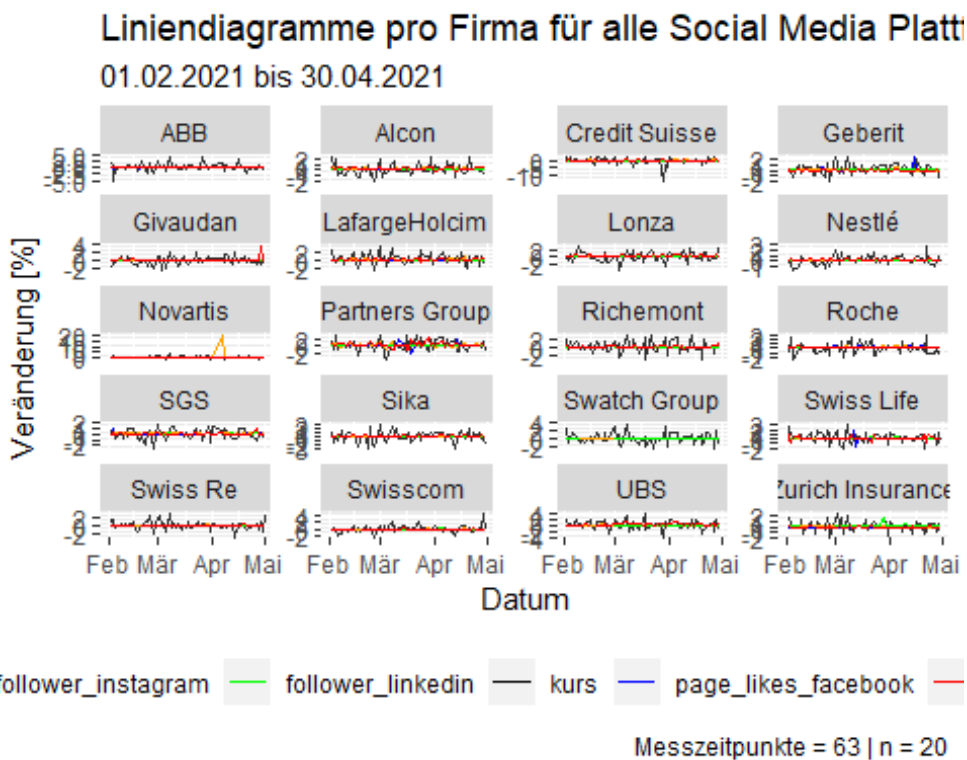 Liniendiagramme pro Firma für alle Social Media Plattf
01.02.2021 bis 30.04.2021
ABB Alcon Credit Suisse Geberit
Givaudan LafargeHolcim Lonza Nestlé
Novartis Partners Group Richemont Roche
SGS Sika Swatch Group Swiss Life
Swiss Re Swisscom UBS Zurich Insurance
Veränderung [%]
Feb Mär Apr Mai Feb Mär Apr Mai Feb Mär Apr Mai Feb Mär Apr Mai
Datum
follower_instagram follower_linkedin kurs page_likes_facebook
Messzeitpunkte = 63 | n = 20